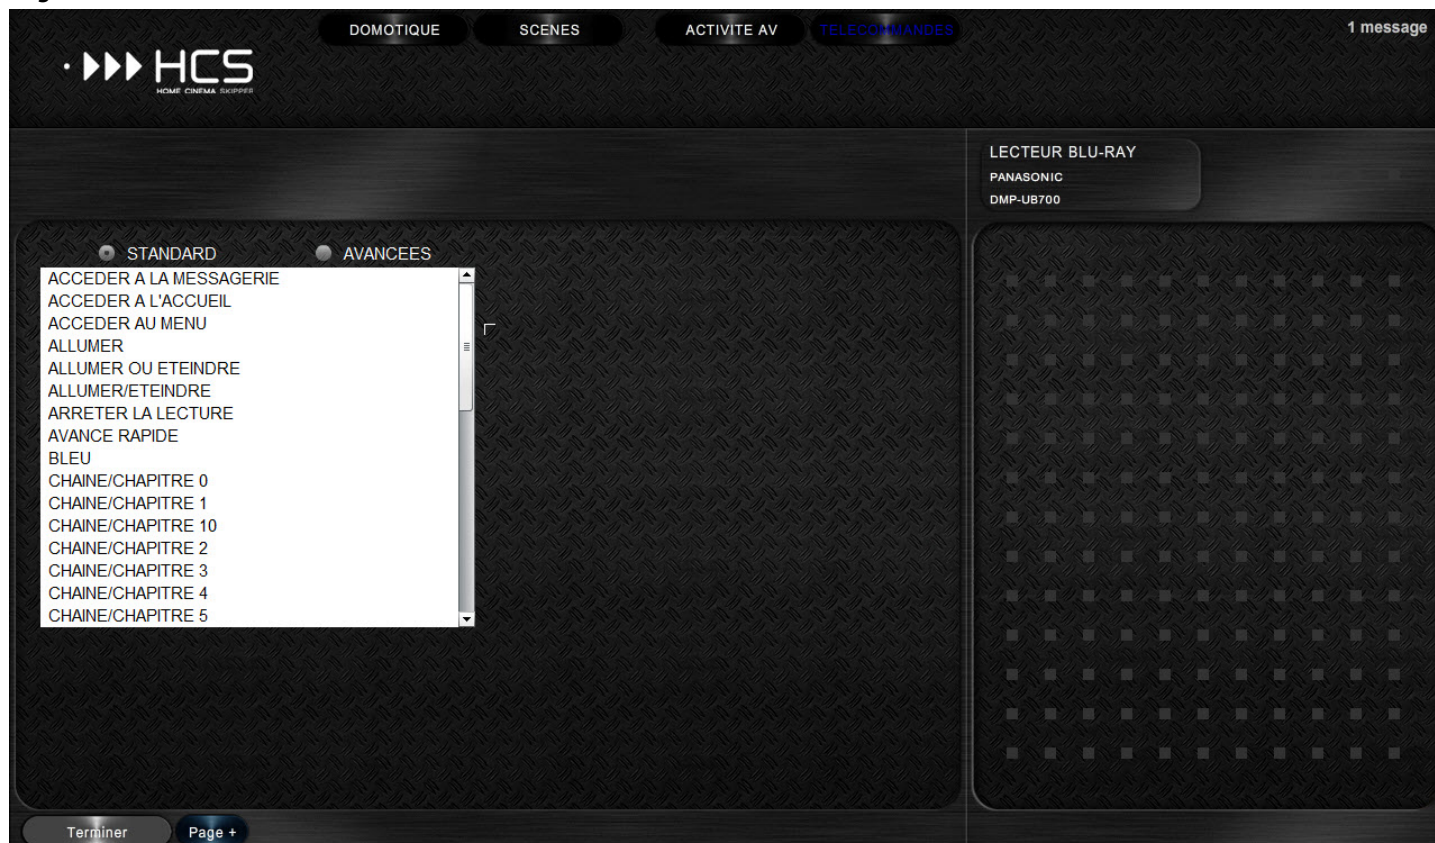 DOMOTIQUE SCENES ACTIVITE AV TELECOMMANDES 1 message
HCS
HOME CINEMA SKIPPER
LECTEUR BLU-RAY
PANASONIC
DMP-UB700
STANDARD AVANCEES
ACCEDER A LA MESSAGERIE
ACCEDER A L'ACCUEIL
ACCEDER AU MENU
ALLUMER
ALLUMER OU ETEINDRE
ALLUMER/ETEINDRE
ARRETER LA LECTURE
AVANCE RAPIDE
BLEU
CHAINE/CHAPITRE 0
CHAINE/CHAPITRE 1
CHAINE/CHAPITRE 10
CHAINE/CHAPITRE 2
CHAINE/CHAPITRE 3
CHAINE/CHAPITRE 4
CHAINE/CHAPITRE 5
Terminer Page +